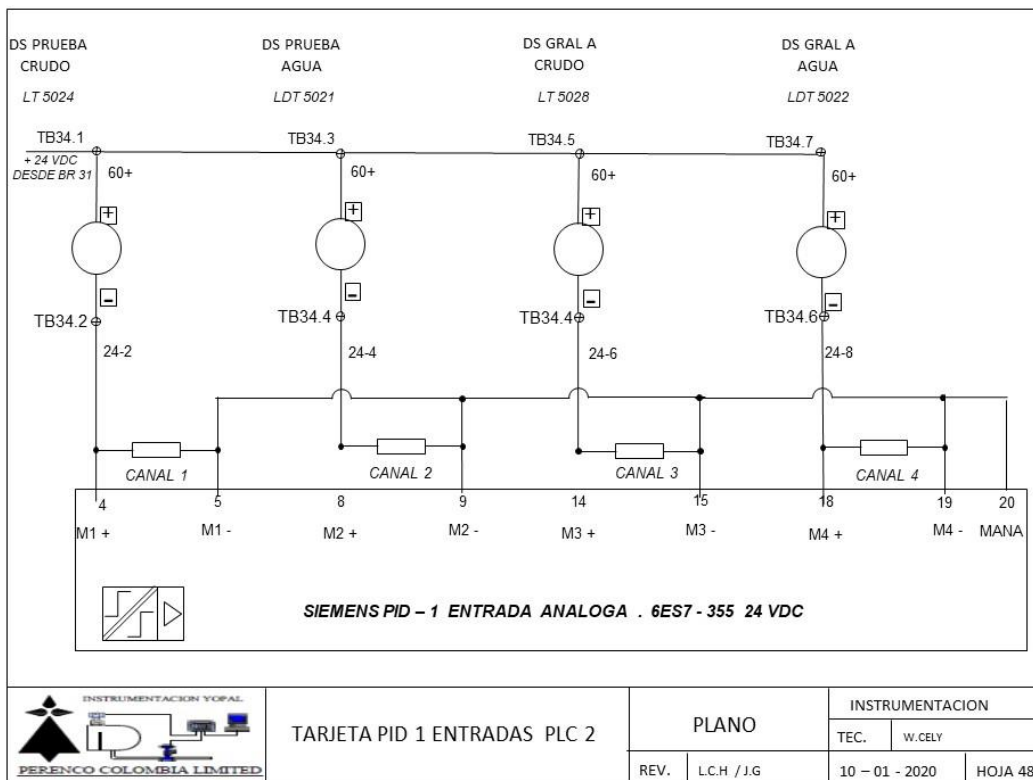 DS PRUEBA
CRUDO
LT 5024
DS PRUEBA
AGUA
LDT 5021
DS GRAL A
CRUDO
LT 5028
DS GRAL A
AGUA
LDT 5022
TB34.1
TB34.3
TB34.5
TB34.7
+ 24 VDC
DESDE BR 31
60+
60+
60+
60+
+
+
+
+
-
-
-
-
TB34.2
TB34.4
TB34.4
TB34.6
24-2
24-4
24-6
24-8
CANAL 1
CANAL 2
CANAL 3
CANAL 4
4
5
8
9
14
15
18
19
20
M1 +
M1 -
M2 +
M2 -
M3 +
M3 -
M4 +
M4 -
MANA
SIEMENS PID – 1 ENTRADA ANALOGA . 6ES7 - 355 24 VDC
INSTRUMENTACION YOPAL
PERENCO COLOMBIA LIMITED
TARJETA PID 1 ENTRADAS PLC 2
PLANO
REV.
L.C.H / J.G
INSTRUMENTACION
TEC.
W.CELY
10 – 01 - 2020
HOJA 48